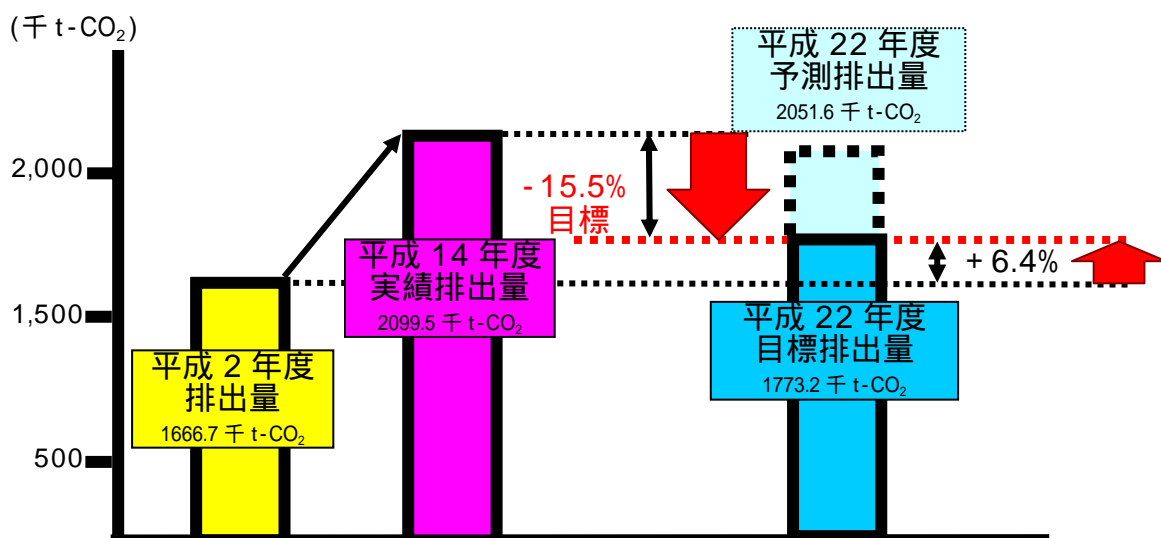 (千 t-CO₂)
平成 22 年度
予測排出量
2051.6 千 t-CO₂
2,000
- 15.5%
目標
平成 14 年度
実績排出量
2099.5 千 t-CO₂
+ 6.4%
1,500
平成 22 年度
目標排出量
1773.2 千 t-CO₂
平成 2 年度
排出量
1666.7 千 t-CO₂
500